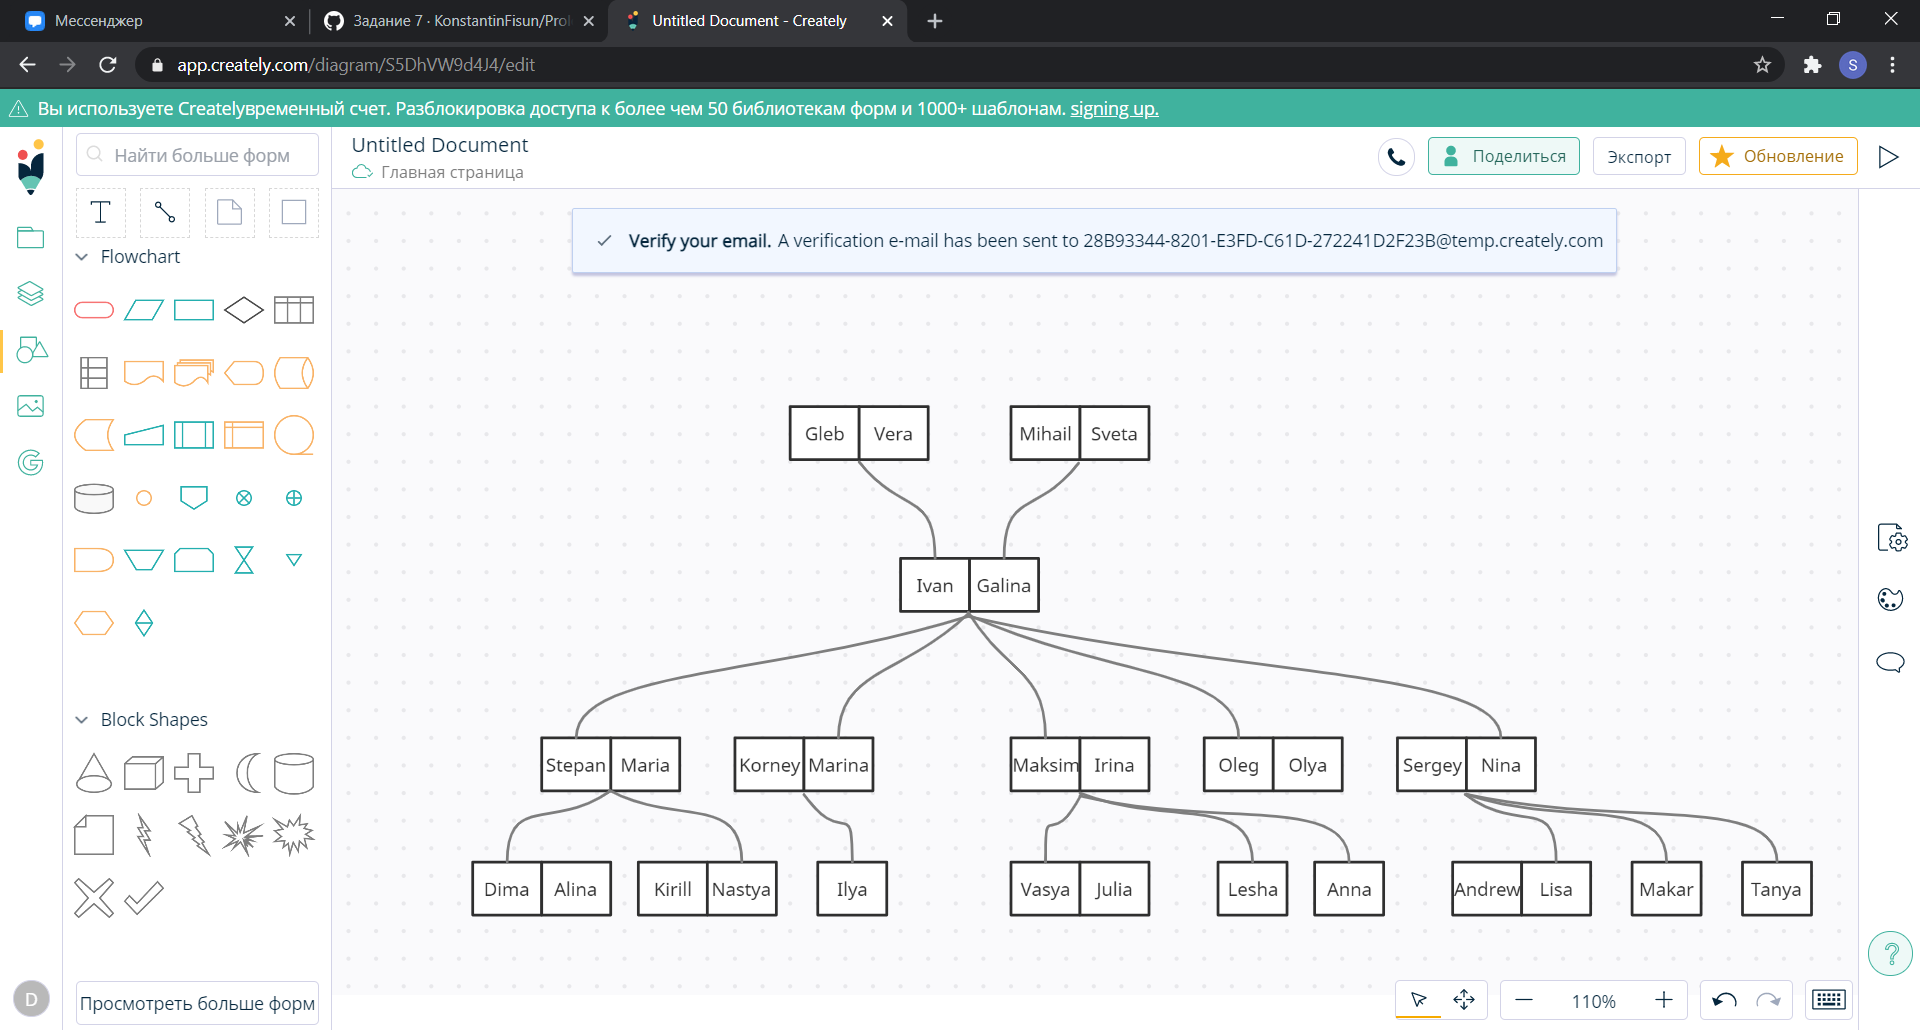 Мессенджер
Задание 7 · KonstantinFisun/Prol
Untitled Document - Creately
app.creately.com/diagram/S5DhVW9d4J4/edit
S
Вы используете Createlyвременный счет. Разблокировка доступа к более чем 50 библиотекам форм и 1000+ шаблонам. signing up.
Найти больше форм
Untitled Document
Главная страница
Поделиться
Экспорт
Обновление
T
Flowchart
Verify your email. A verification e-mail has been sent to 28B93344-8201-E3FD-C61D-272241D2F23B@temp.creately.com
Gleb Vera Mihail Sveta
Ivan Galina
Block Shapes
Stepan Maria Korney Marina Maksim Irina Oleg Olya Sergey Nina
Dima Alina Kirill Nastya Ilya Vasya Julia Lesha Anna Andrew Lisa Makar Tanya
?
D
Просмотреть больше форм
110%